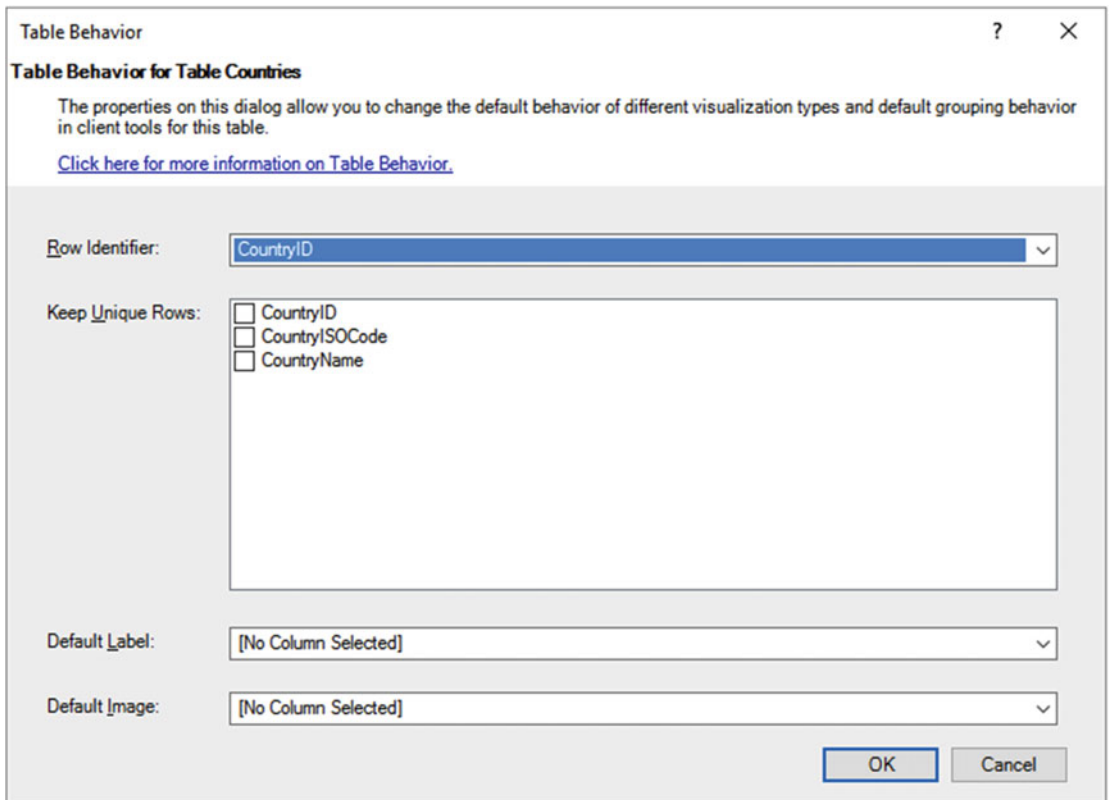 Table Behavior
?
Table Behavior for Table Countries
The properties on this dialog allow you to change the default behavior of different visualization types and default grouping behavior
in client tools for this table.
Click here for more information on Table Behavior.
Row Identifier:
CountryID
Keep Unique Rows:
CountryID
CountryISOCode
CountryName
Default Label:
[No Column Selected]
Default Image:
[No Column Selected]
OK
Cancel